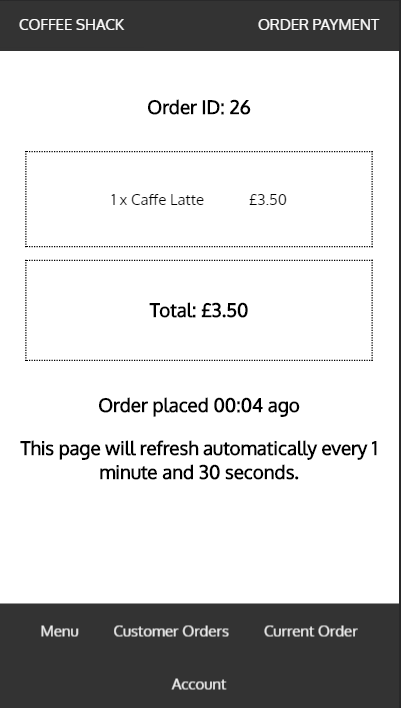 COFFEE SHACK ORDER PAYMENT
Order ID: 26
1 x Caffe Latte £3.50
Total: £3.50
Order placed 00:04 ago
This page will refresh automatically every 1
minute and 30 seconds.
Menu Customer Orders Current Order
Account